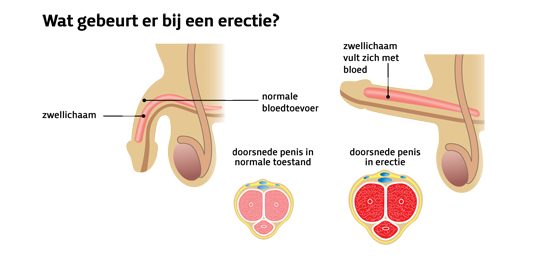 Wat gebeurt er bij een erectie?
zwellichaam
normale
bloedtoevoer
doorsnede penis in
normale toestand
zwellichaam
vult zich met
bloed
doorsnede penis
in erectie